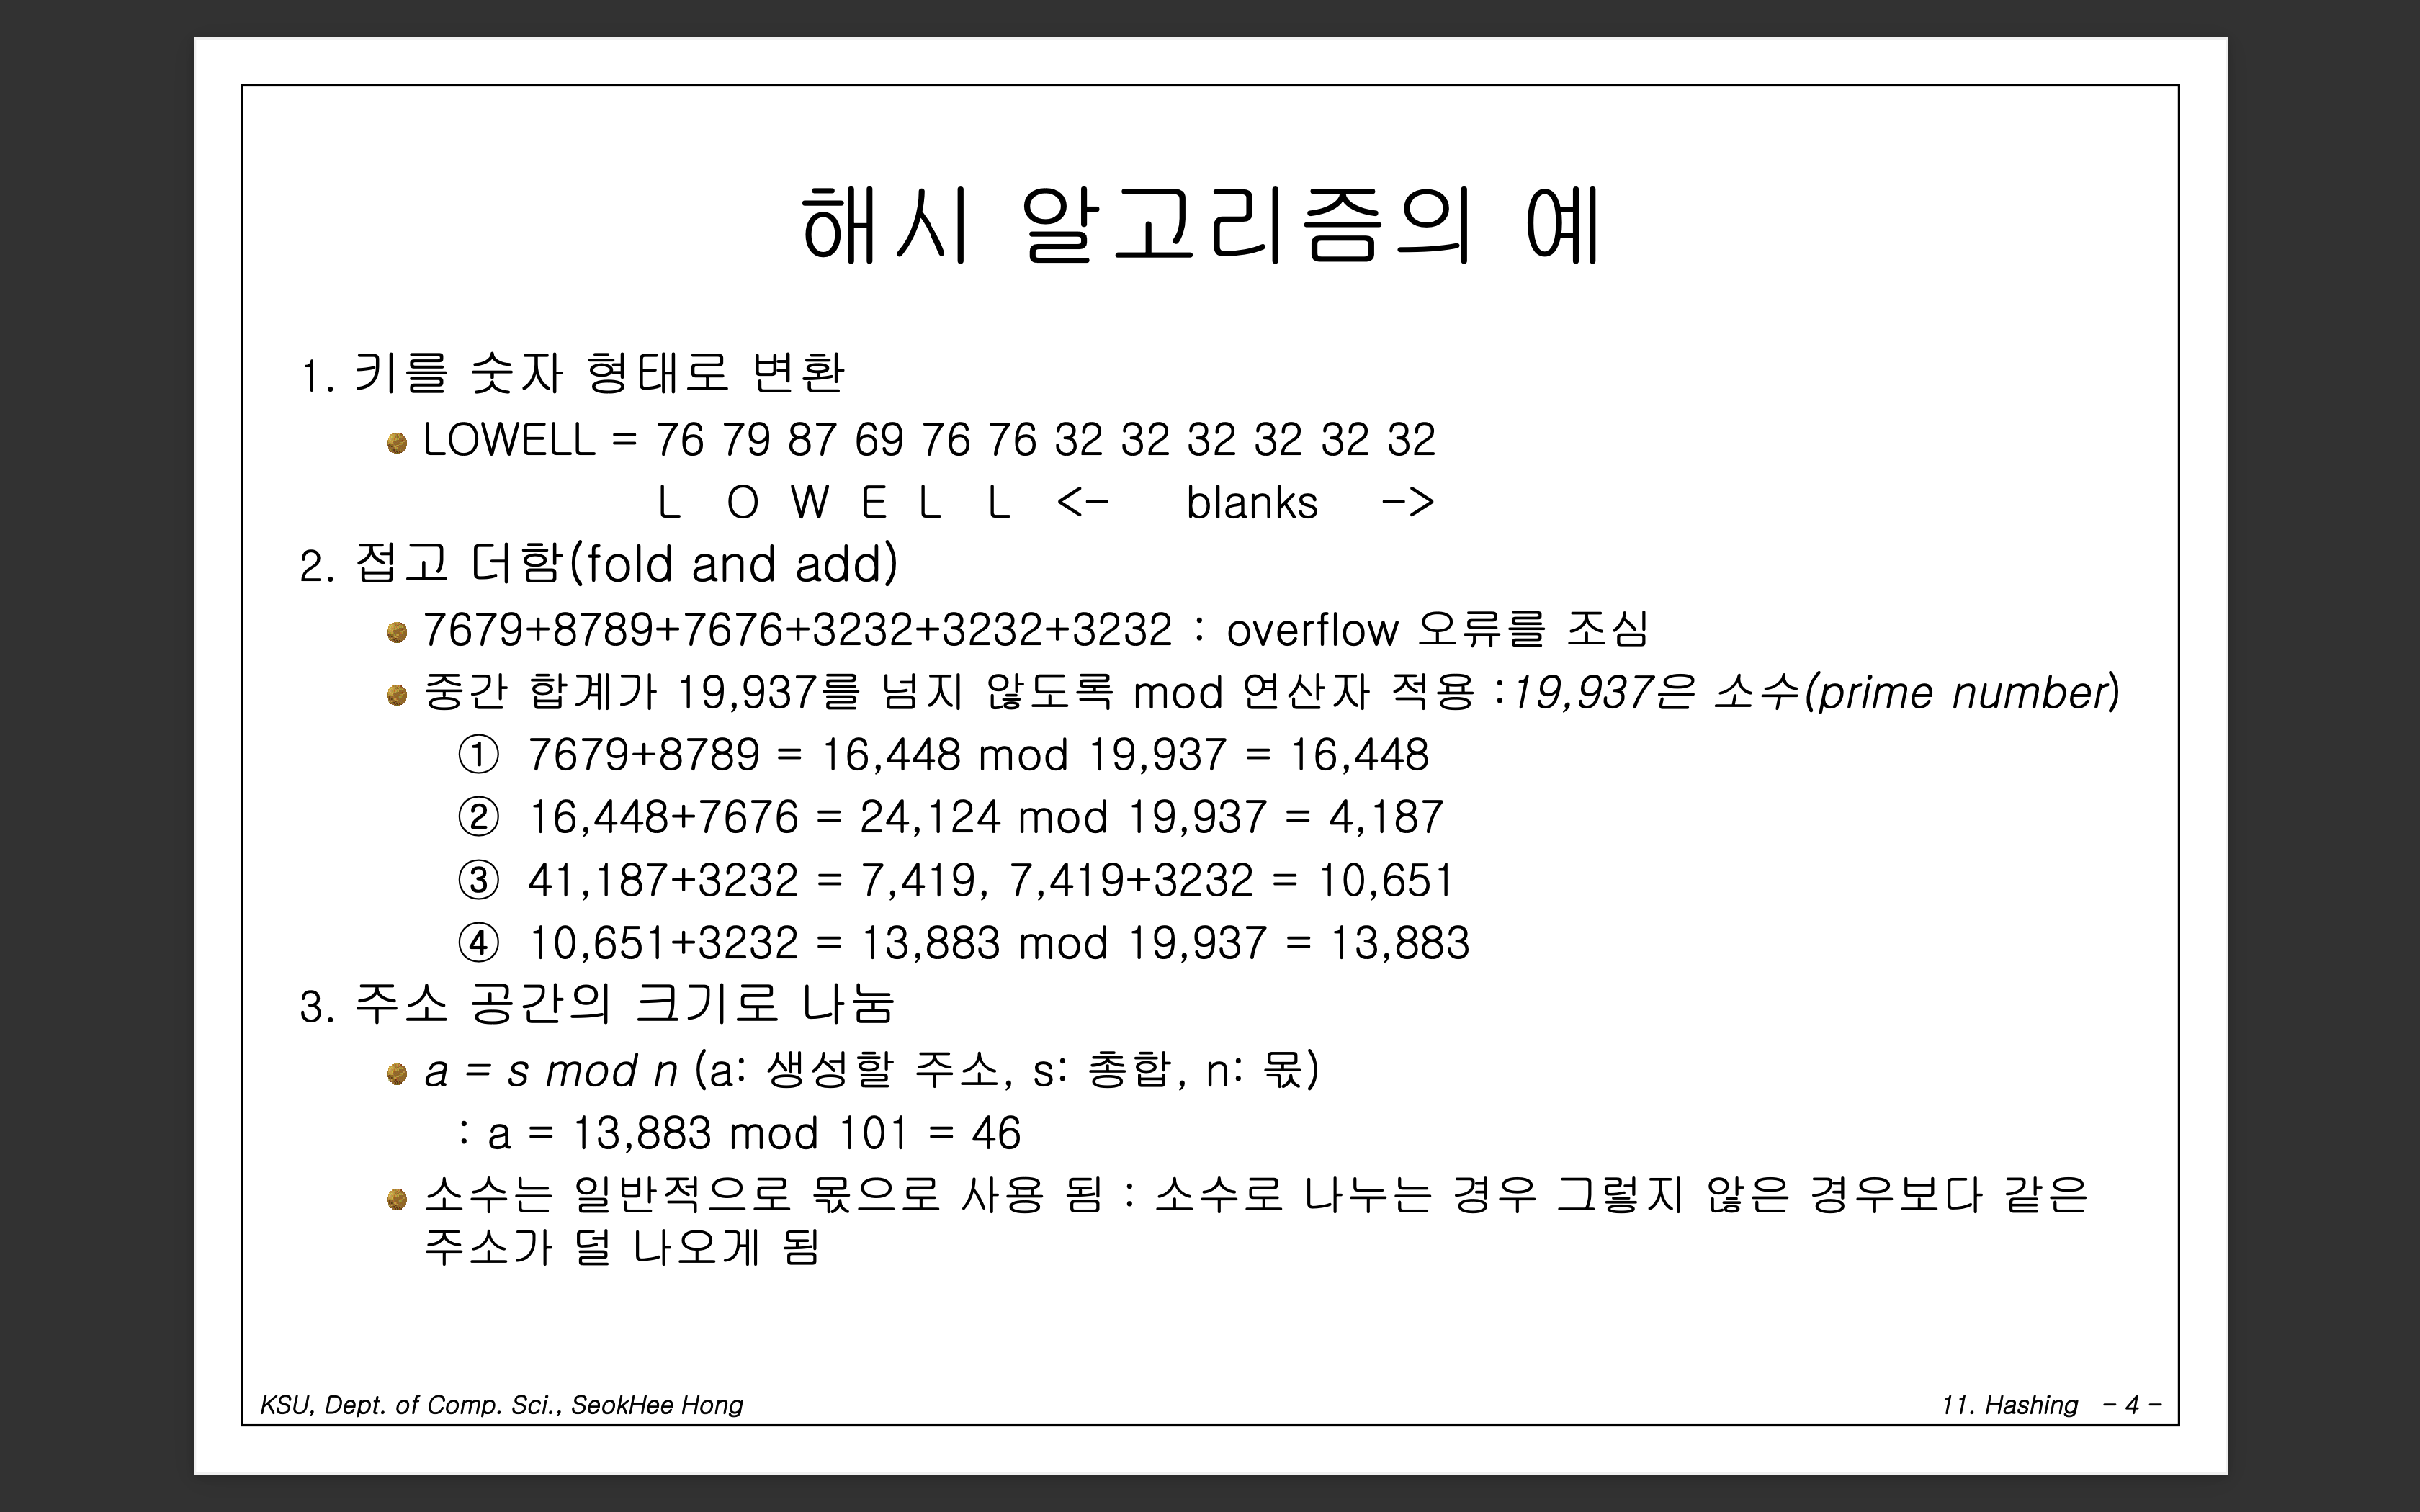 해시 알고리즘의 예
1. 키를 숫자 형태로 변환
LOWELL = 76 79 87 69 76 76 32 32 32 32 32 32
L O W E L L <- blanks ->
2. 접고 더함(fold and add)
7679+8789+7676+3232+3232+3232 : overflow 오류를 조심
중간 합계가 19,937를 넘지 않도록 mod 연산자 적용 :19,937은 소수(prime number)
① 7679+8789 = 16,448 mod 19,937 = 16,448
② 16,448+7676 = 24,124 mod 19,937 = 4,187
③ 41,187+3232 = 7,419, 7,419+3232 = 10,651
④ 10,651+3232 = 13,883 mod 19,937 = 13,883
3. 주소 공간의 크기로 나눔
a = s mod n (a: 생성할 주소, s: 총합, n: 몫)
: a = 13,883 mod 101 = 46
소수는 일반적으로 몫으로 사용 됨 : 소수로 나누는 경우 그렇지 않은 경우보다 같은
주소가 덜 나오게 됨
KSU, Dept. of Comp. Sci., SeokHee Hong
11. Hashing - 4 -